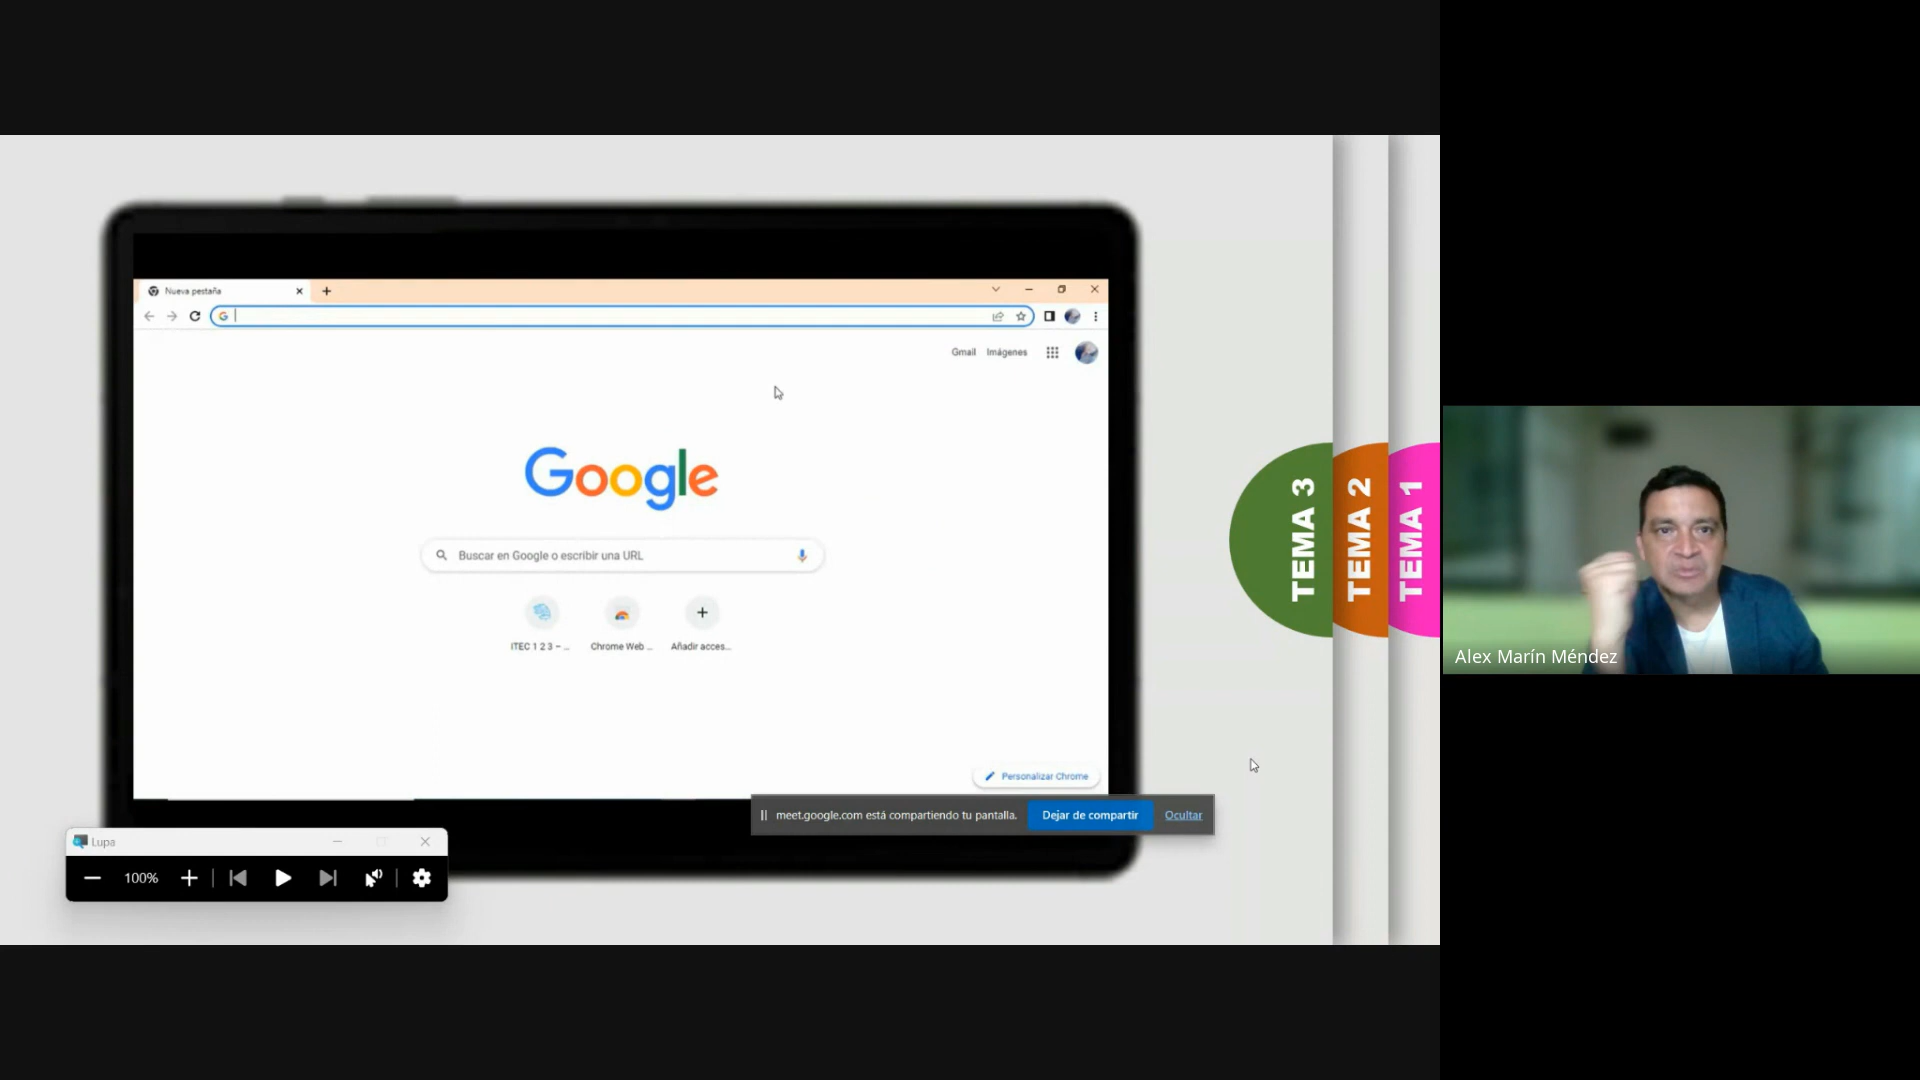 Nueva pestaña
Gmail Imágenes
Google
Buscar en Google o escribir una URL
ITEC 1 2 3 – ...
Chrome Web ...
Añadir acces...
Personalizar Chrome
meet.google.com está compartiendo tu pantalla. Dejar de compartir Ocultar
Lupa
100%
TEMA 3
TEMA 2
TEMA 1
Alex Marín Méndez